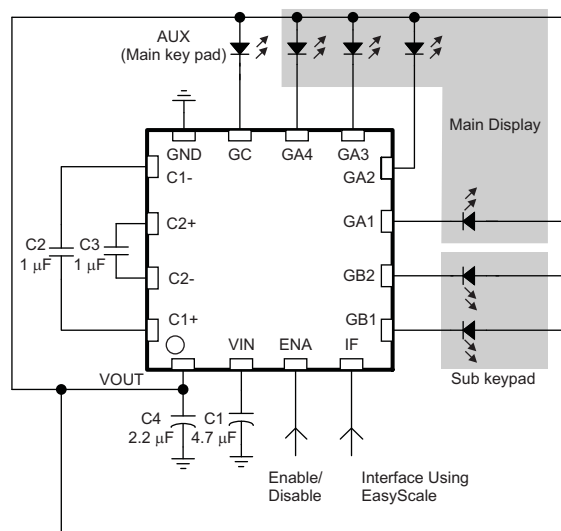 AUX
(Main key pad)
Main Display
GND
GC
GA4
GA3
C1-
GA2
C2+
GA1
C2
1 μF
C3
1 μF
C2-
GB2
C1+
GB1
VIN
ENA
IF
VOUT
Sub keypad
C4
2.2 μF
C1
4.7 μF
Enable/
Disable
Interface Using
EasyScale